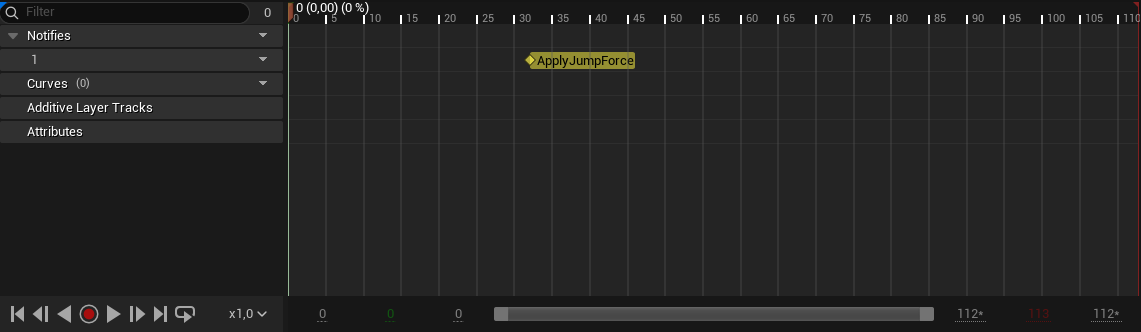 Filter 0
0 (0,00) (0 %)
0 5 10 15 20 25 30 35 40 45 50 55 60 65 70 75 80 85 90 95 100 105 110
Notifies
1
ApplyJumpForce
Curves (0)
Additive Layer Tracks
Attributes
x1,0 0 0 0 112* 113 112*